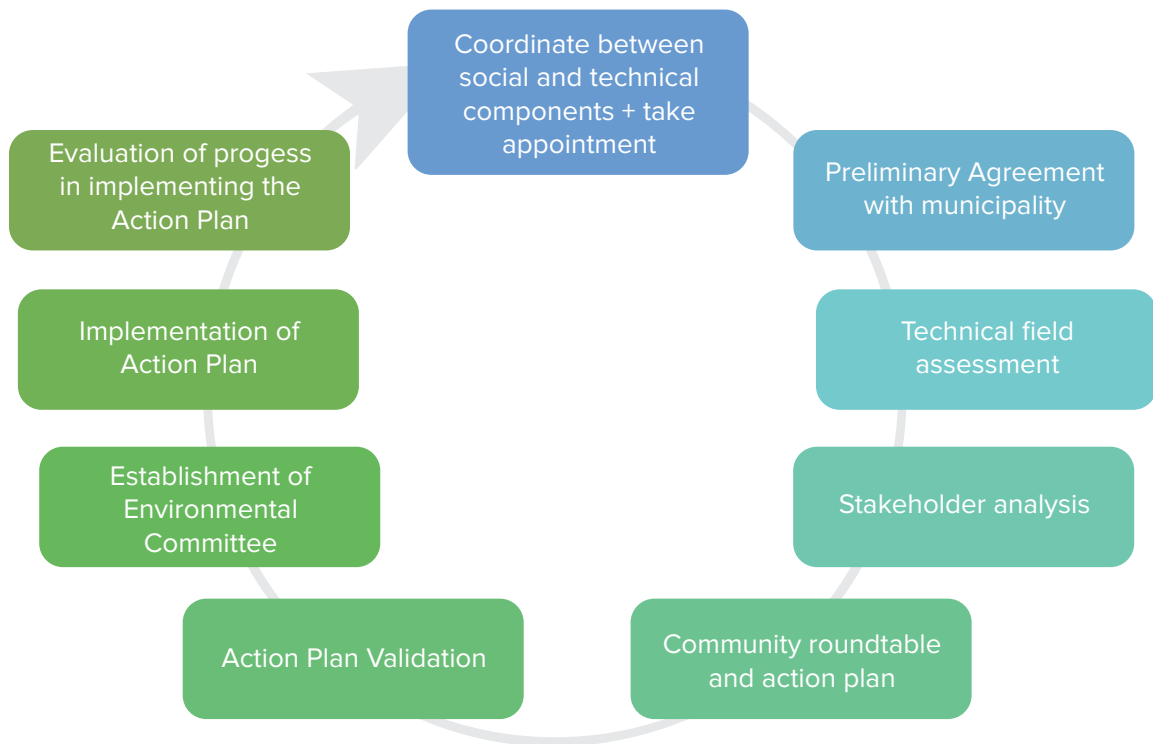 Coordinate between
social and technical
components + take
appointment
Preliminary Agreement
with municipality
Technical field
assessment
Stakeholder analysis
Community roundtable
and action plan
Action Plan Validation
Establishment of
Environmental
Committee
Implementation of
Action Plan
Evaluation of progess
in implementing the
Action Plan